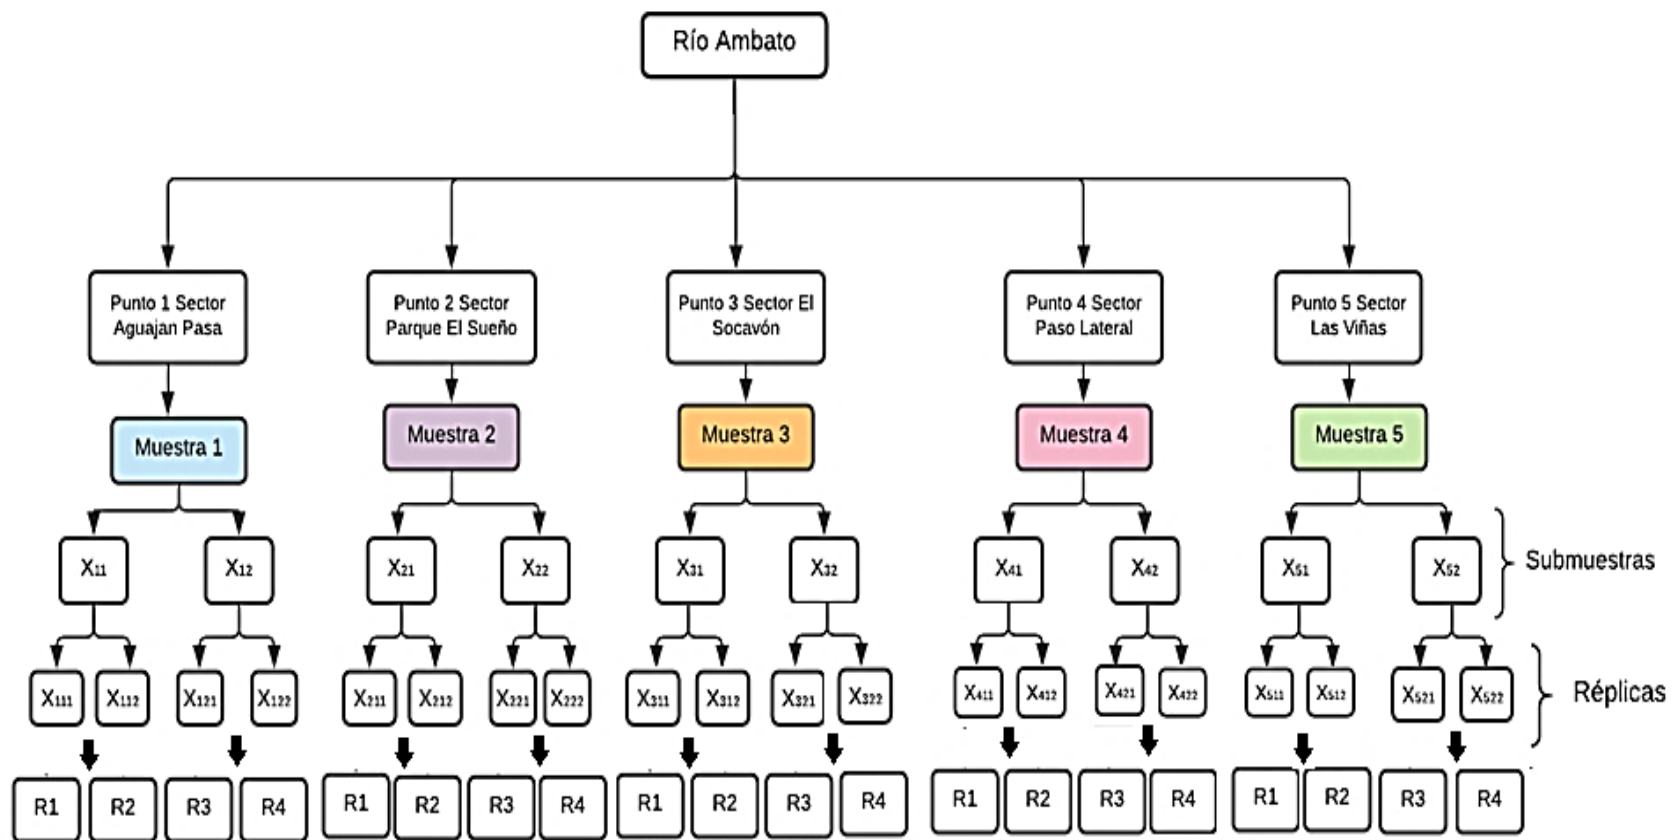 Río Ambato
Punto 1 Sector
Aguajan Pasa
Punto 2 Sector
Parque El Sueño
Punto 3 Sector El
Socavón
Punto 4 Sector
Paso Lateral
Punto 5 Sector
Las Viñas
Muestra 1
Muestra 2
Muestra 3
Muestra 4
Muestra 5
X11 X12 X21 X22 X31 X32 X41 X42 X51 X52
Submuestras
X111 X112 X121 X122 X211 X212 X221 X222 X311 X312 X321 X322 X411 X412 X421 X422 X511 X512 X521 X522
Réplicas
R1 R2 R3 R4 R1 R2 R3 R4 R1 R2 R3 R4 R1 R2 R3 R4 R1 R2 R3 R4